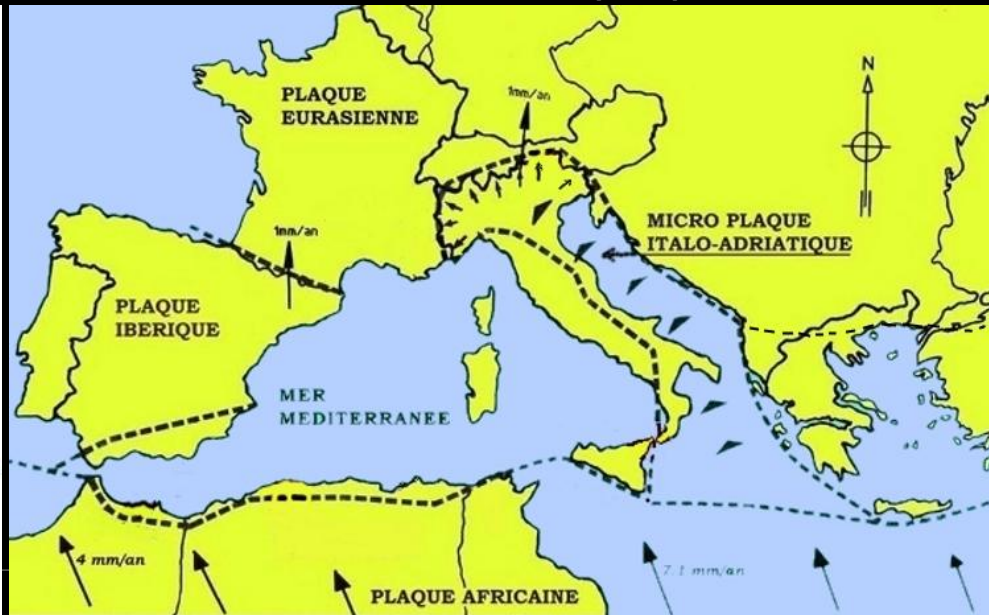 PLAQUE
EURASIENNE
1mm/an
N
MICRO PLAQUE
ITALO-ADRIATIQUE
1mm/an
PLAQUE
IBERIQUE
MER
MEDITERRANEE
4 mm/an
7.1 mm/an
PLAQUE AFRICAINE